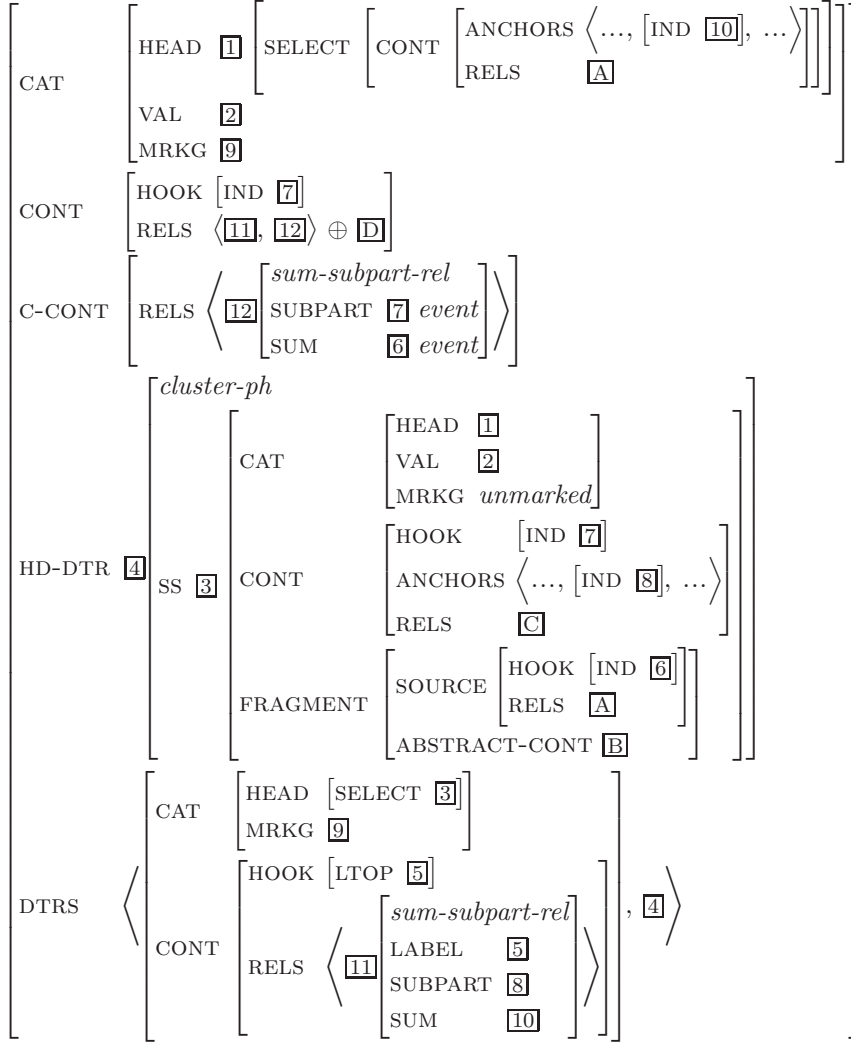 CAT [HEAD [1] [SELECT [CONT [ANCHORS ⟨..., [IND [10]], ...⟩
RELS [A]]]]
VAL [2]
MRKG [9]]
CONT [HOOK [IND [7]]
RELS ⟨[11], [12]⟩ ⊕ [D]]
C-CONT [RELS ⟨[12] [sum-subpart-rel
SUBPART [7] event
SUM [6] event]⟩]
HD-DTR [4] [cluster-ph
SS [3] [CAT [HEAD [1]
VAL [2]
MRKG unmarked]
CONT [HOOK [IND [7]]
ANCHORS ⟨..., [IND [8]], ...⟩
RELS [C]]
FRAGMENT [SOURCE [HOOK [IND [6]]
RELS [A]]
ABSTRACT-CONT [B]]]]
DTRS ⟨[CAT [HEAD [SELECT [3]]
MRKG [9]]
CONT [HOOK [LTOP [5]]
RELS ⟨[11] [sum-subpart-rel
LABEL [5]
SUBPART [8]
SUM [10]]⟩]], [4]⟩